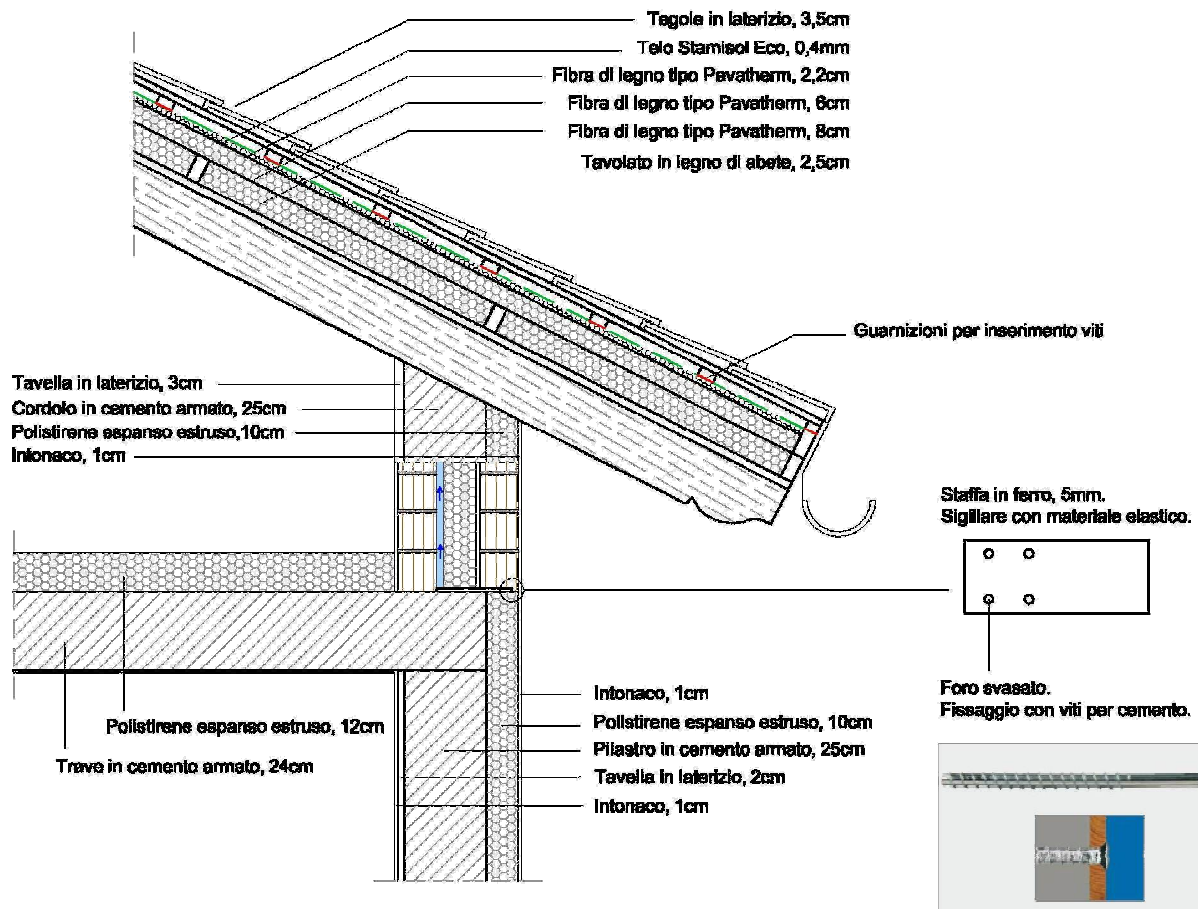 Tegole in laterizio, 3,5cm
Telo Stamisol Eco, 0,4mm
Fibra di legno tipo Pavatherm, 2,2cm
Fibra di legno tipo Pavatherm, 6cm
Fibra di legno tipo Pavatherm, 8cm
Tavolato in legno di abete, 2,5cm
Guarnizioni per inserimento viti
Tavella in laterizio, 3cm
Cordolo in cemento armato, 25cm
Polistirene espanso estruso,10cm
Intonaco, 1cm
Staffa in ferro, 5mm.
Sigillare con materiale elastico.
Foro svasato.
Fissaggio con viti per cemento.
Polistirene espanso estruso, 12cm
Trave in cemento armato, 24cm
Intonaco, 1cm
Polistirene espanso estruso, 10cm
Pilastro in cemento armato, 25cm
Tavella in laterizio, 2cm
Intonaco, 1cm